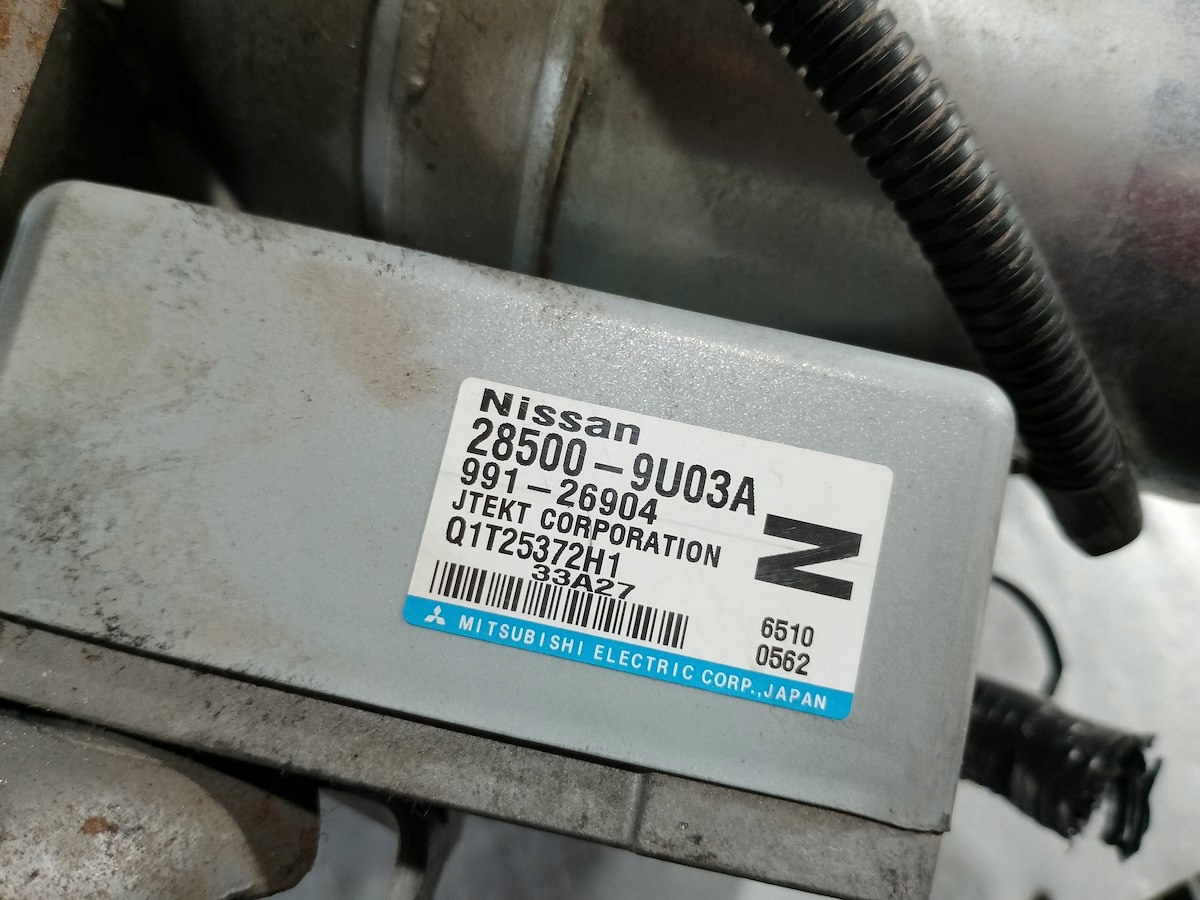 Nissan
28500-9U03A
991-26904
JTEKT CORPORATION
Q1T25372H1
33A27
N
6510
0562
MITSUBISHI ELECTRIC CORP., JAPAN